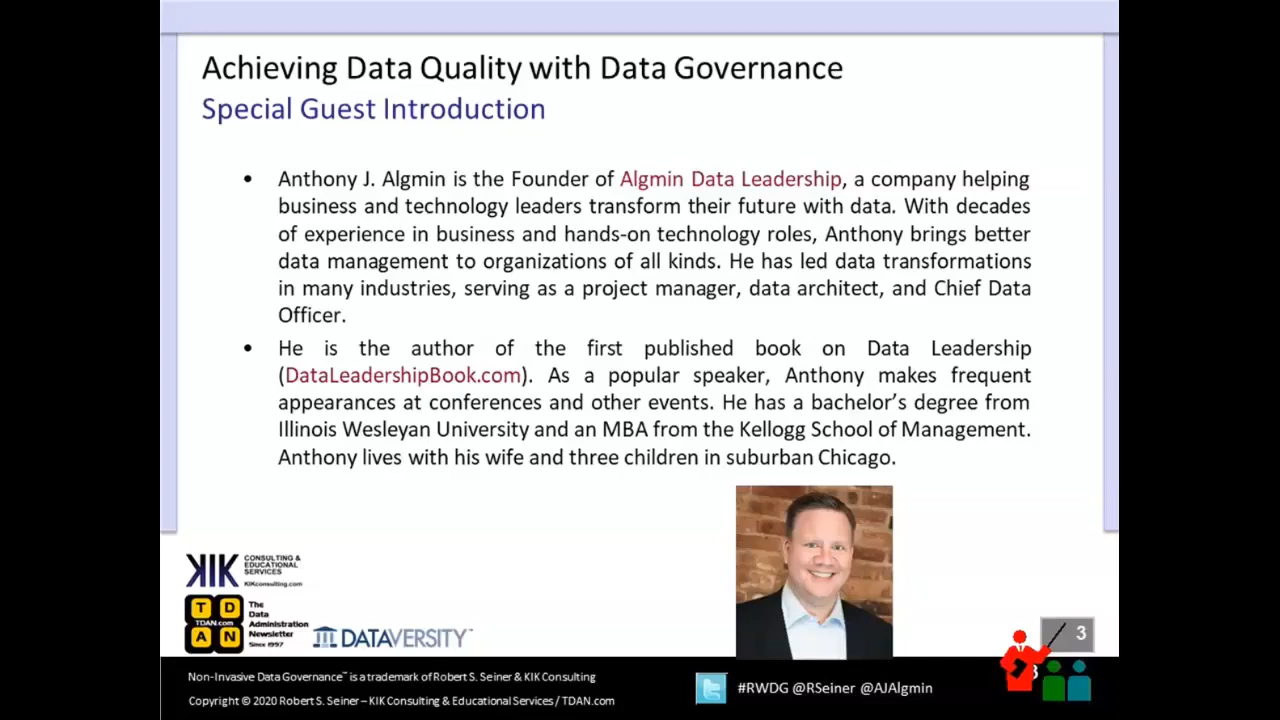 Achieving Data Quality with Data Governance
Special Guest Introduction
• Anthony J. Algmin is the Founder of Algmin Data Leadership, a company helping
business and technology leaders transform their future with data. With decades
of experience in business and hands-on technology roles, Anthony brings better
data management to organizations of all kinds. He has led data transformations
in many industries, serving as a project manager, data architect, and Chief Data
Officer.
• He is the author of the first published book on Data Leadership
(DataLeadershipBook.com). As a popular speaker, Anthony makes frequent
appearances at conferences and other events. He has a bachelor's degree from
Illinois Wesleyan University and an MBA from the Kellogg School of Management.
Anthony lives with his wife and three children in suburban Chicago.
KIK
CONSULTING &
EDUCATIONAL
SERVICES
KIKconsulting.com
T D
TDAN.com
A N
The
Data
Administration
Newsletter
Since 1997
DATAVERSITY™
3
3
Non-Invasive Data Governance™ is a trademark of Robert S. Seiner & KIK Consulting
Copyright © 2020 Robert S. Seiner – KIK Consulting & Educational Services / TDAN.com
#RWDG @RSeiner @AJAlgmin